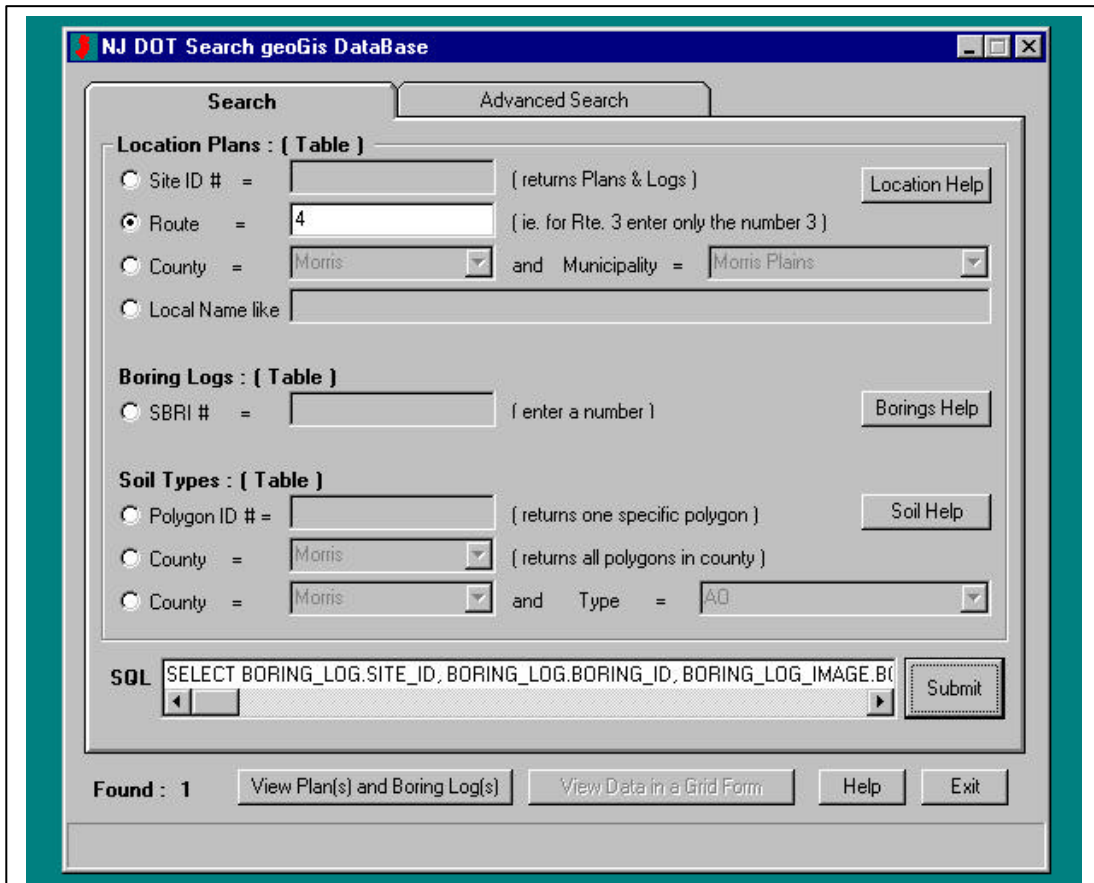 NJ DOT Search geoGis DataBase
Search Advanced Search
Location Plans : ( Table )
Site ID # = ( returns Plans & Logs ) Location Help
Route = 4 ( ie. for Rte. 3 enter only the number 3 )
County = Morris and Municipality = Morris Plains
Local Name like
Boring Logs : ( Table )
SBRI # = ( enter a number ) Borings Help
Soil Types : ( Table )
Polygon ID # = ( returns one specific polygon ) Soil Help
County = Morris ( returns all polygons in county )
County = Morris and Type = AO
SQL SELECT BORING_LOG.SITE_ID, BORING_LOG.BORING_ID, BORING_LOG_IMAGE.BO Submit
Found : 1 View Plan(s) and Boring Log(s) View Data in a Grid Form Help Exit